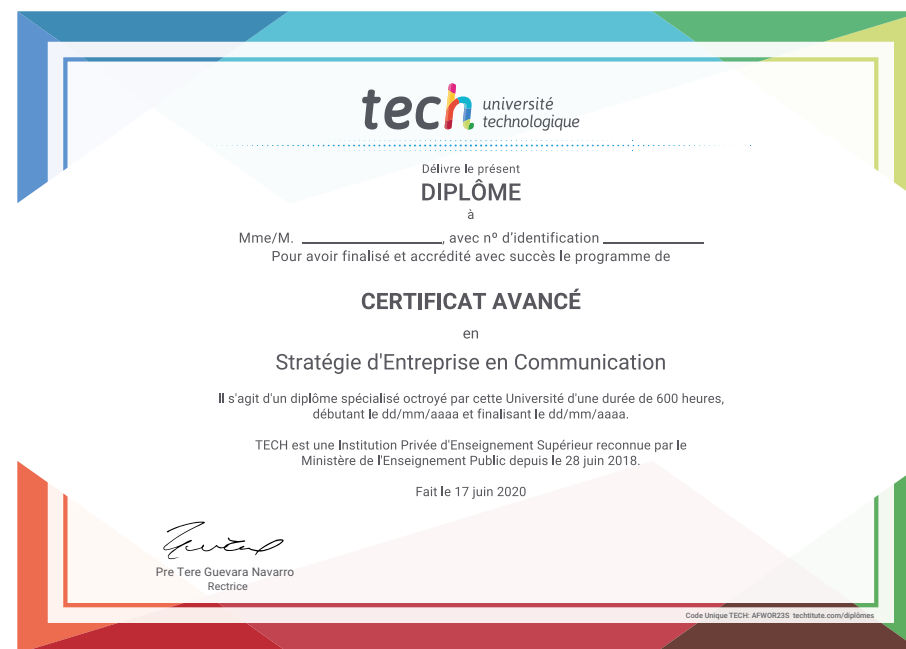 tech université
technologique
Délivre le présent
DIPLÔME
à
Mme/M. ____________, avec nº d'identification ____________
Pour avoir finalisé et accrédité avec succès le programme de
CERTIFICAT AVANCÉ
en
Stratégie d'Entreprise en Communication
Il s'agit d'un diplôme spécialisé octroyé par cette Université d'une durée de 600 heures,
débutant le dd/mm/aaaa et finalisant le dd/mm/aaaa.
TECH est une Institution Privée d'Enseignement Supérieur reconnue par le
Ministère de l'Enseignement Public depuis le 28 juin 2018.
Fait le 17 juin 2020
Pre Tere Guevara Navarro
Rectrice
Code Unique TECH: AFWOR23S techtitute.com/diplômes